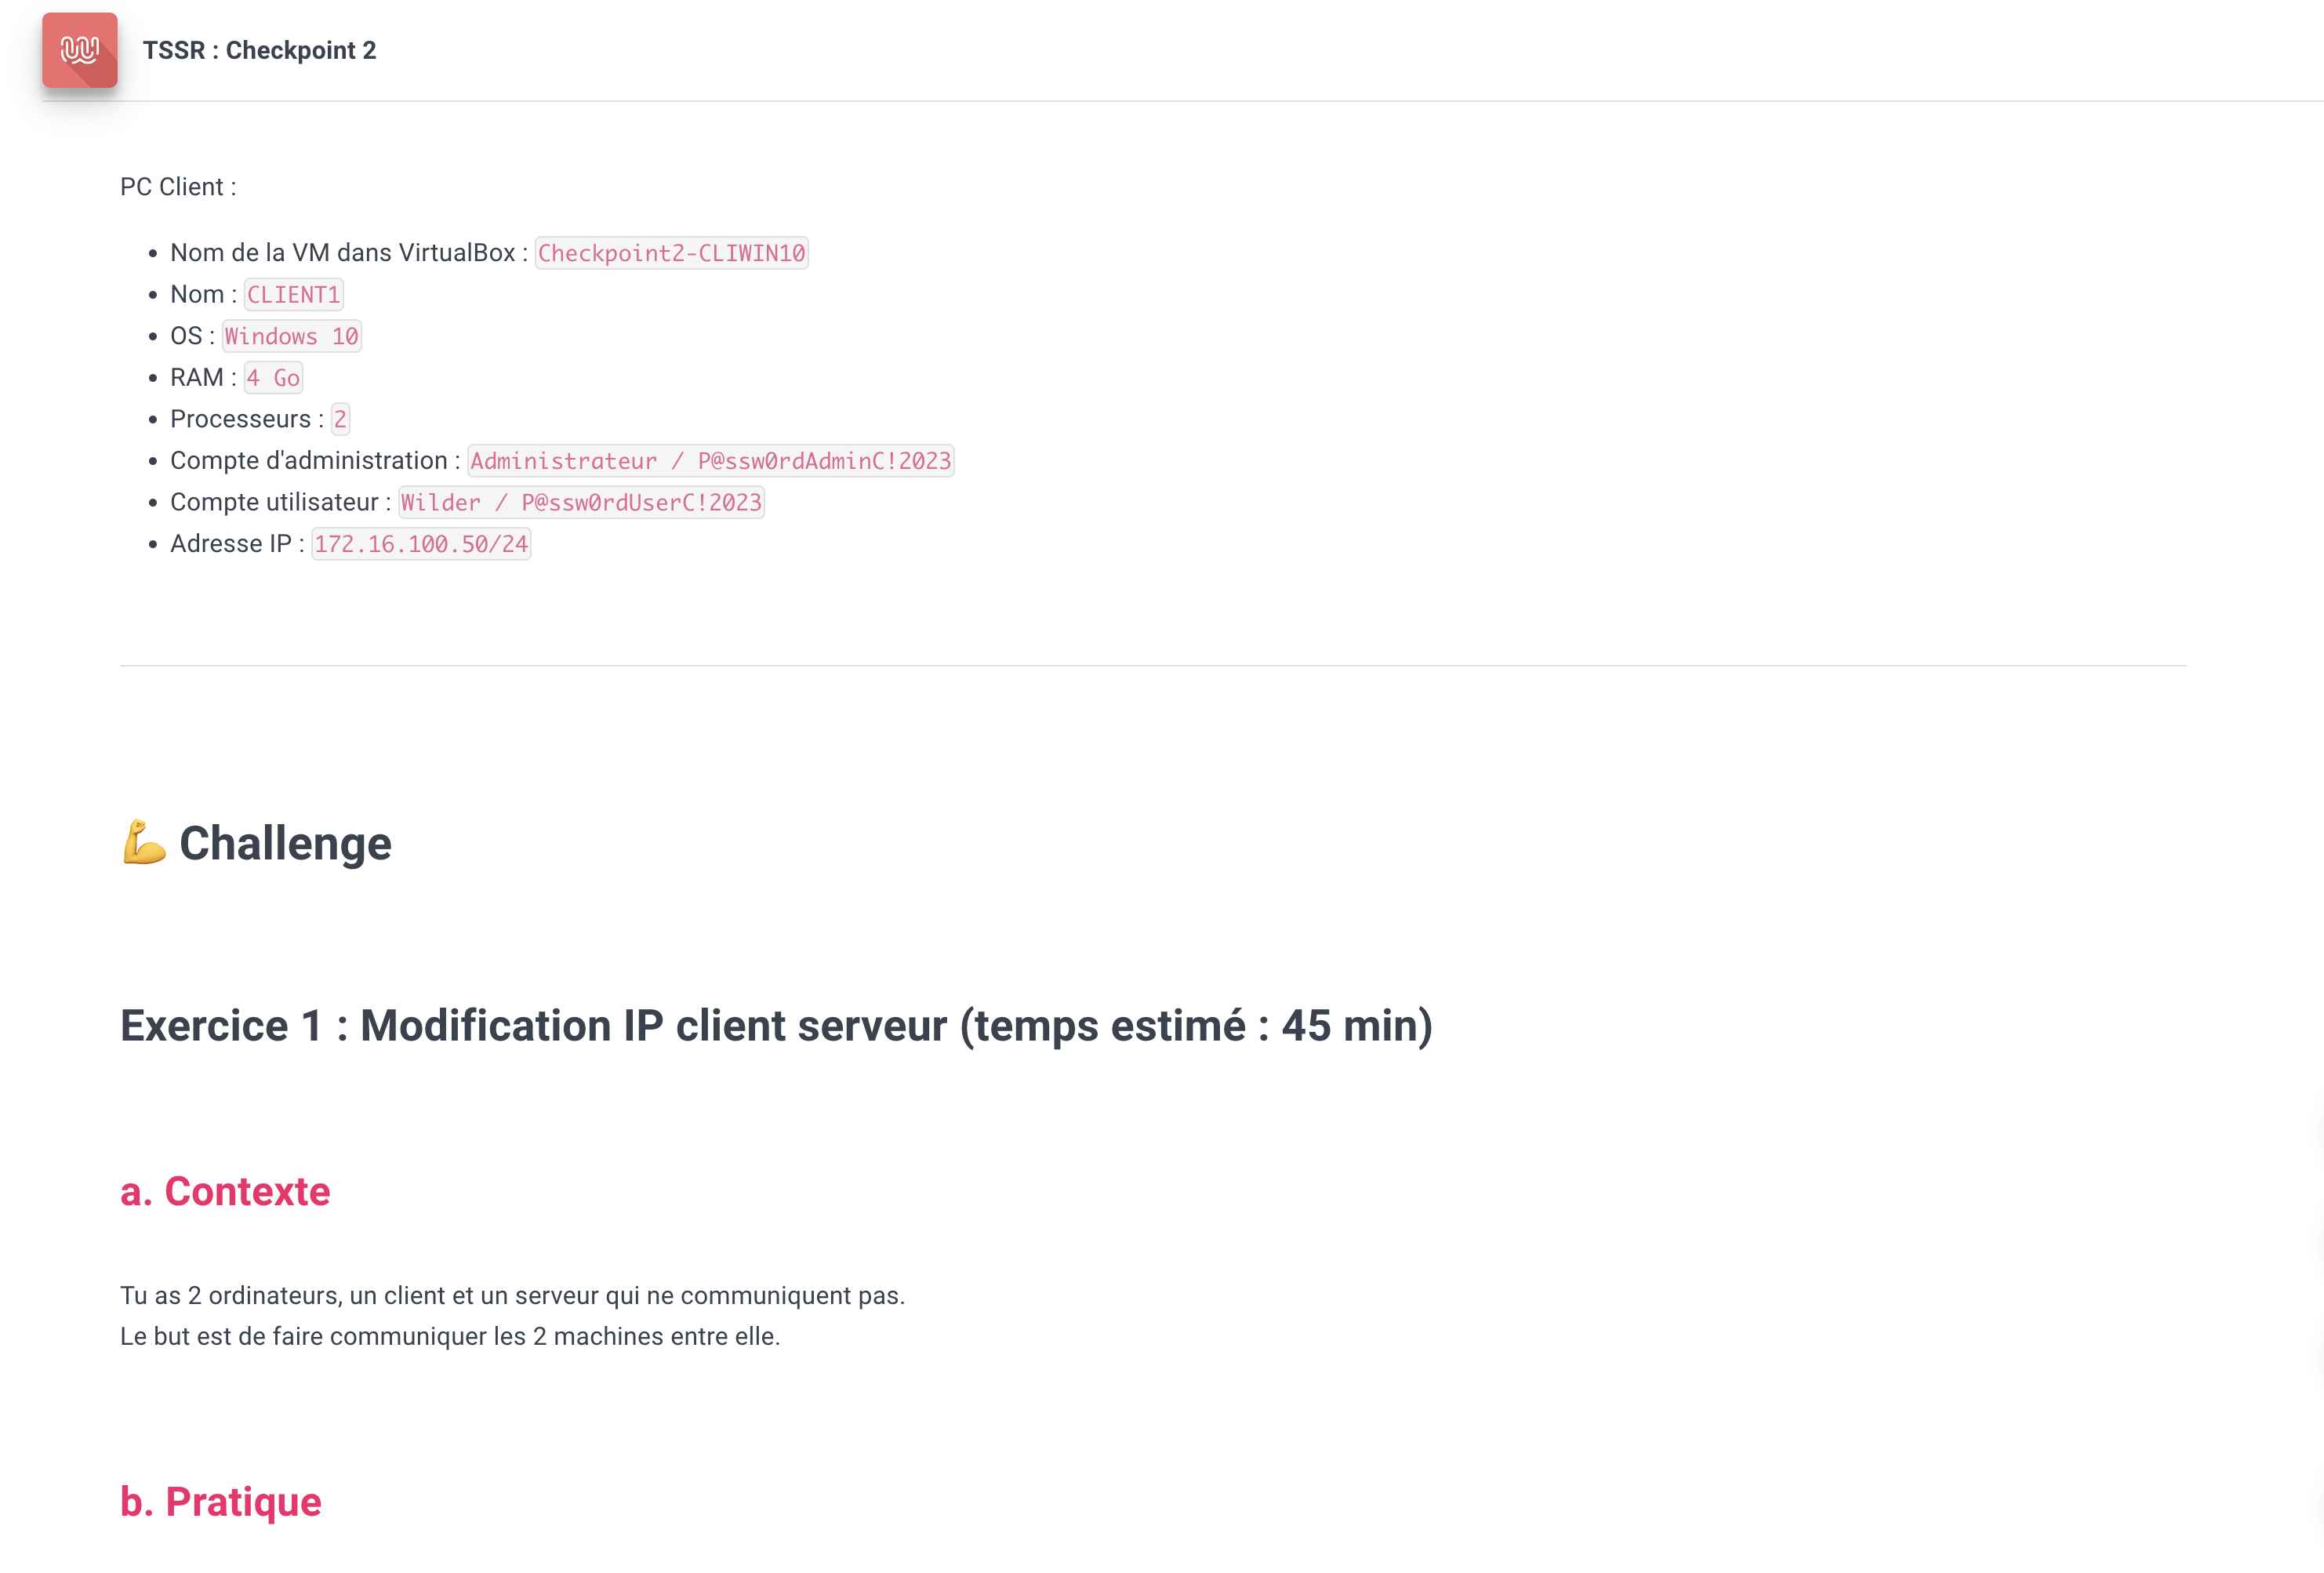 TSSR : Checkpoint 2
PC Client :
Nom de la VM dans VirtualBox : Checkpoint2-CLIWIN10
Nom : CLIENT1
OS : Windows 10
RAM : 4 Go
Processeurs : 2
Compte d'administration : Administrateur / P@ssw0rdAdminC!2023
Compte utilisateur : Wilder / P@ssw0rdUserC!2023
Adresse IP : 172.16.100.50/24
💪 Challenge
Exercice 1 : Modification IP client serveur (temps estimé : 45 min)
a. Contexte
Tu as 2 ordinateurs, un client et un serveur qui ne communiquent pas.
Le but est de faire communiquer les 2 machines entre elle.
b. Pratique